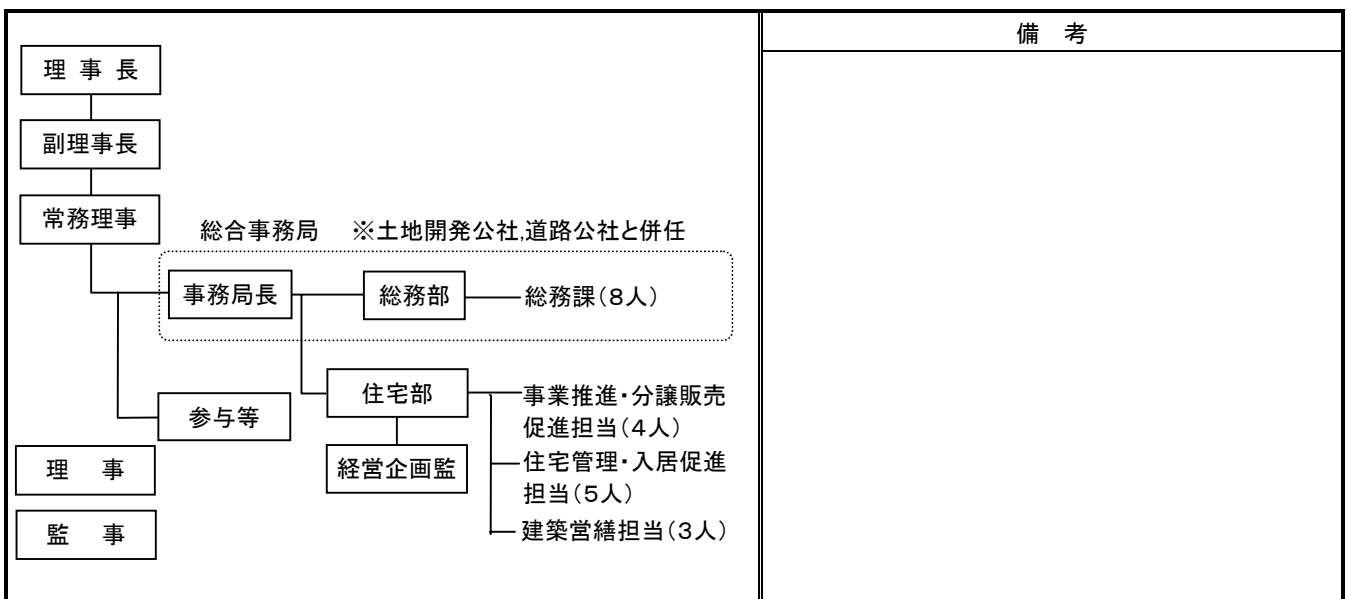 備　考
理 事 長
副理事長
常務理事
総合事務局　※土地開発公社,道路公社と併任
事務局長
総務部
総務課(8人)
住宅部
事業推進・分譲販売
促進担当(4人)
参与等
経営企画監
住宅管理・入居促進
担当(5人)
建築営繕担当(3人)
理　事
監　事